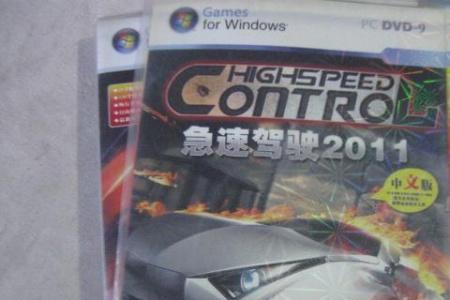 Games
for Windows
PC DVD-9
HIGHSPEED
CONTROL
急速驾驶2011
中文版